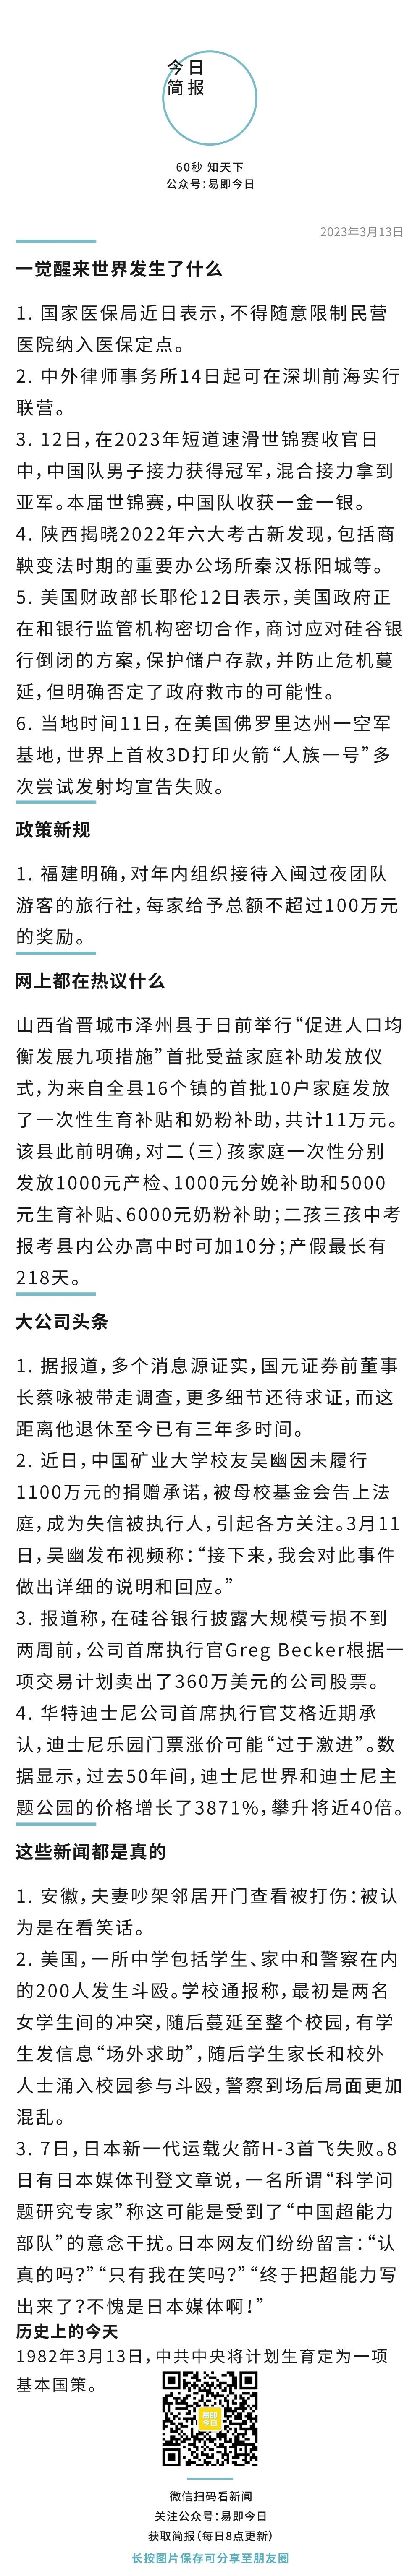 今日
简报
60秒 知天下
公众号：易即今日
2023年3月13日
一觉醒来世界发生了什么
1. 国家医保局近日表示，不得随意限制民营
医院纳入医保定点。
2. 中外律师事务所14日起可在深圳前海实行
联营。
3. 12日，在2023年短道速滑世锦赛收官日
中，中国队男子接力获得冠军，混合接力拿到
亚军。本届世锦赛，中国队收获一金一银。
4. 陕西揭晓2022年六大考古新发现，包括商
鞅变法时期的重要办公场所秦汉栎阳城等。
5. 美国财政部长耶伦12日表示，美国政府正
在和银行监管机构密切合作，商讨应对硅谷银
行倒闭的方案，保护储户存款，并防止危机蔓
延，但明确否定了政府救市的可能性。
6. 当地时间11日，在美国佛罗里达州一空军
基地，世界上首枚3D打印火箭“人族一号”多
次尝试发射均宣告失败。
政策新规
1. 福建明确，对年内组织接待入闽过夜团队
游客的旅行社，每家给予总额不超过100万元
的奖励。
网上都在热议什么
山西省晋城市泽州县于日前举行“促进人口均
衡发展九项措施”首批受益家庭补助发放仪
式，为来自全县16个镇的首批10户家庭发放
了一次性生育补贴和奶粉补助，共计11万元。
该县此前明确，对二（三）孩家庭一次性分别
发放1000元产检、1000元分娩补助和5000
元生育补贴、6000元奶粉补助；二孩三孩中考
报考县内公办高中时可加10分；产假最长有
218天。
大公司头条
1. 据报道，多个消息源证实，国元证券前董事
长蔡咏被带走调查，更多细节还待求证，而这
距离他退休至今已有三年多时间。
2. 近日，中国矿业大学校友吴幽因未履行
1100万元的捐赠承诺，被母校基金会告上法
庭，成为失信被执行人，引起各方关注。3月11
日，吴幽发布视频称：“接下来，我会对此事件
做出详细的说明和回应。”
3. 报道称，在硅谷银行披露大规模亏损不到
两周前，公司首席执行官Greg Becker根据一
项交易计划卖出了360万美元的公司股票。
4. 华特迪士尼公司首席执行官艾格近期承
认，迪士尼乐园门票涨价可能“过于激进”。数
据显示，过去50年间，迪士尼世界和迪士尼主
题公园的价格增长了3871%，攀升将近40倍。
这些新闻都是真的
1. 安徽，夫妻吵架邻居开门查看被打伤：被认
为是在看笑话。
2. 美国，一所中学包括学生、家中和警察在内
的200人发生斗殴。学校通报称，最初是两名
女学生间的冲突，随后蔓延至整个校园，有学
生发信息“场外求助”，随后学生家长和校外
人士涌入校园参与斗殴，警察到场后局面更加
混乱。
3. 7日，日本新一代运载火箭H-3首飞失败。8
日有日本媒体刊登文章说，一名所谓“科学问
题研究专家”称这可能是受到了“中国超能力
部队”的意念干扰。日本网友们纷纷留言：“认
真的吗？”“只有我在笑吗？”“终于把超能力写
出来了？不愧是日本媒体啊！”
历史上的今天
1982年3月13日，中共中央将计划生育定为一项
基本国策。
易即
今日
微信扫码看新闻
关注公众号：易即今日
获取简报（每日8点更新）
长按图片保存可分享至朋友圈